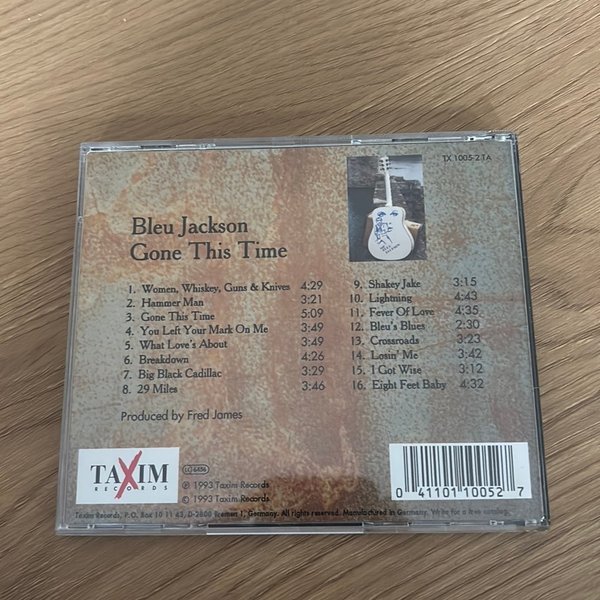 TX 1005-2 TA
Bleu Jackson
Gone This Time
1. Women, Whiskey, Guns & Knives 4:29
2. Hammer Man 3:21
3. Gone This Time 5:09
4. You Left Your Mark On Me 3:49
5. What Love's About 3:49
6. Breakdown 4:26
7. Big Black Cadillac 3:29
8. 29 Miles 3:46
9. Shakey Jake 3:15
10. Lightning 4:43
11. Fever Of Love 4:35
12. Bleu's Blues 2:30
13. Crossroads 3:23
14. Losin' Me 3:42
15. I Got Wise 3:12
16. Eight Feet Baby 4:32
Produced by Fred James
TAXIM
RECORDS
LC 6456
℗ 1993 Taxim Records
© 1993 Taxim Records
0 41101 10052 7
Taxim Records, P.O. Box 10 11 43, D-2800 Bremen 1, Germany. All rights reserved. Manufactured in Germany. Write for a free catalog.